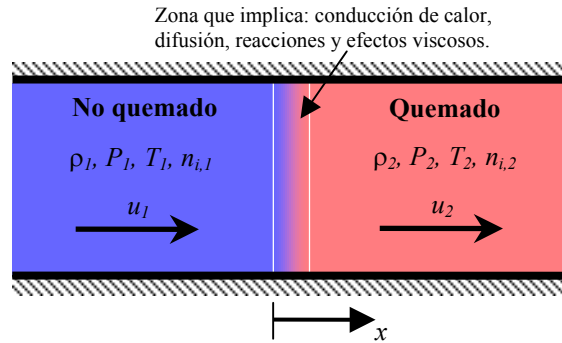 Zona que implica: conducción de calor,
difusión, reacciones y efectos viscosos.
No quemado
Quemado
ρ1, P1, T1, ni,1
ρ2, P2, T2, ni,2
u1
u2
x